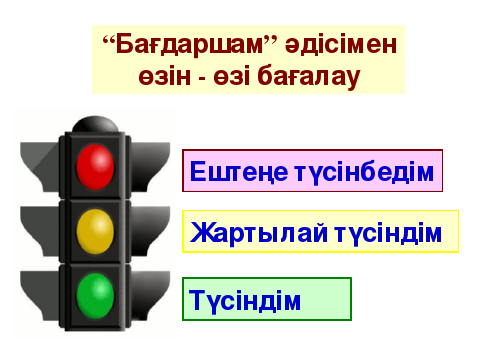 “Бағдаршам” әдісімен
өзін - өзі бағалау
Ештеңе түсінбедім
Жартылай түсіндім
Түсіндім